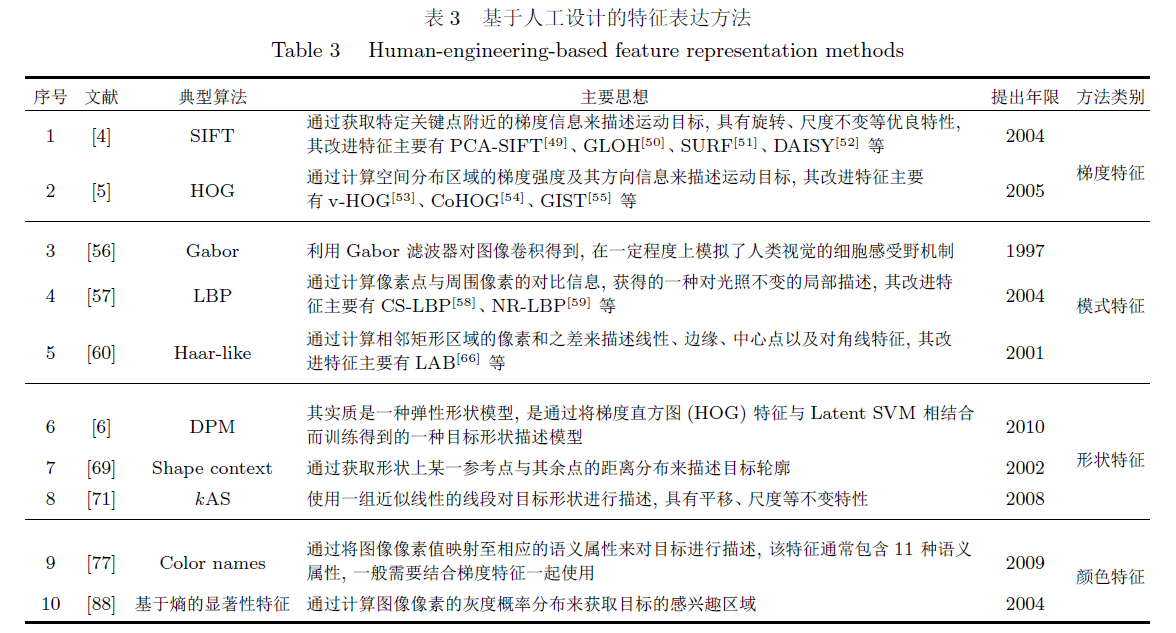 表 3 基于人工设计的特征表达方法
Table 3 Human-engineering-based feature representation methods
序号 文献 典型算法 主要思想 提出年限 方法类别
1 [4] SIFT 通过获取特定关键点附近的梯度信息来描述运动目标, 具有旋转、尺度不变等优良特性, 2004
其改进特征主要有 PCA-SIFT[49]、GLOH[50]、SURF[51]、DAISY[52] 等
梯度特征
2 [5] HOG 通过计算空间分布区域的梯度强度及其方向信息来描述运动目标, 其改进特征主要 2005
有 v-HOG[53]、CoHOG[54]、GIST[55] 等
3 [56] Gabor 利用 Gabor 滤波器对图像卷积得到, 在一定程度上模拟了人类视觉的细胞感受野机制 1997
4 [57] LBP 通过计算像素点与周围像素的对比信息, 获得的一种对光照不变的局部描述, 其改进特 2004
征主要有 CS-LBP[58]、NR-LBP[59] 等
模式特征
5 [60] Haar-like 通过计算相邻矩形区域的像素和之差来描述线性、边缘、中心点以及对角线特征, 其改 2001
进特征主要有 LAB[66] 等
6 [6] DPM 其实质是一种弹性形状模型, 是通过将梯度直方图 (HOG) 特征与 Latent SVM 相结合 2010
而训练得到的一种目标形状描述模型
形状特征
7 [69] Shape context 通过获取形状上某一参考点与其余点的距离分布来描述目标轮廓 2002
8 [71] kAS 使用一组近似线性的线段对目标形状进行描述, 具有平移、尺度等不变特性 2008
9 [77] Color names 通过将图像像素值映射至相应的语义属性来对目标进行描述, 该特征通常包含 11 种语义 2009
属性, 一般需要结合梯度特征一起使用
颜色特征
10 [88] 基于熵的显著性特征 通过计算图像像素的灰度概率分布来获取目标的感兴趣区域 2004